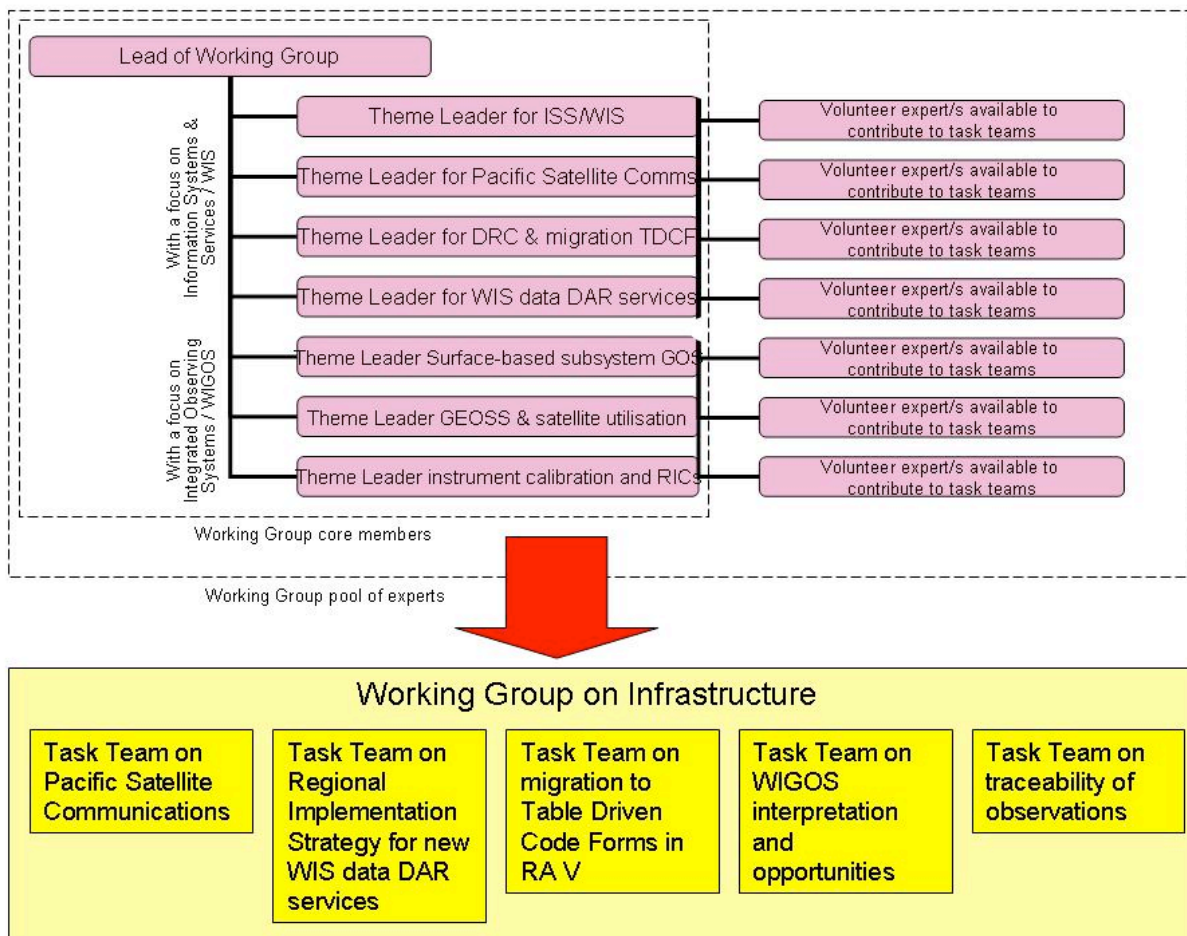 Lead of Working Group
With a focus on
Information Systems &
Services / WIS
Theme Leader for ISS/WIS
Volunteer expert/s available to
contribute to task teams
Theme Leader for Pacific Satellite Comms
Volunteer expert/s available to
contribute to task teams
Theme Leader for DRC & migration TDCF
Volunteer expert/s available to
contribute to task teams
Theme Leader for WIS data DAR services
Volunteer expert/s available to
contribute to task teams
With a focus on
Integrated Observing
Systems / WIGOS
Theme Leader Surface-based subsystem GOS
Volunteer expert/s available to
contribute to task teams
Theme Leader GEOSS & satellite utilisation
Volunteer expert/s available to
contribute to task teams
Theme Leader instrument calibration and RICs
Volunteer expert/s available to
contribute to task teams
Working Group core members
Working Group pool of experts
Working Group on Infrastructure
Task Team on
Pacific Satellite
Communications
Task Team on
Regional
Implementation
Strategy for new
WIS data DAR
services
Task Team on
migration to
Table Driven
Code Forms in
RA V
Task Team on
WIGOS
interpretation
and
opportunities
Task Team on
traceability of
observations